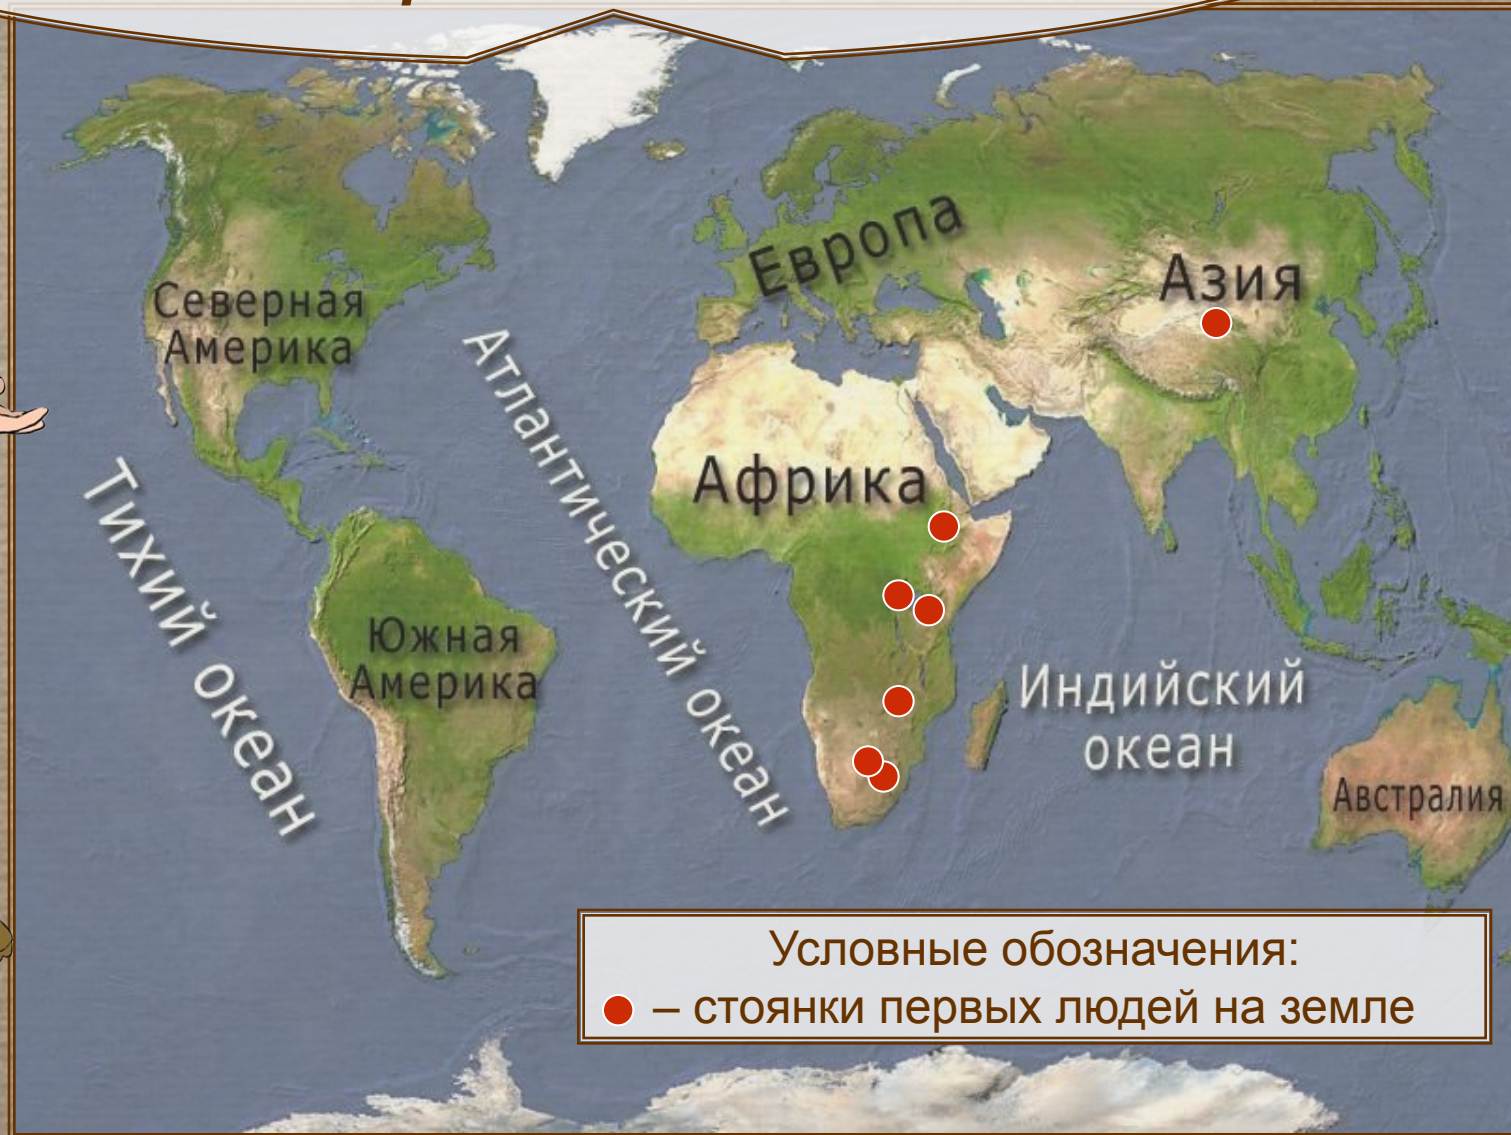 Европа
Азия
Северная
Америка
Атлантический океан
Африка
Тихий океан
Южная
Америка
Индийский
океан
Австралия
Условные обозначения:
– стоянки первых людей на земле